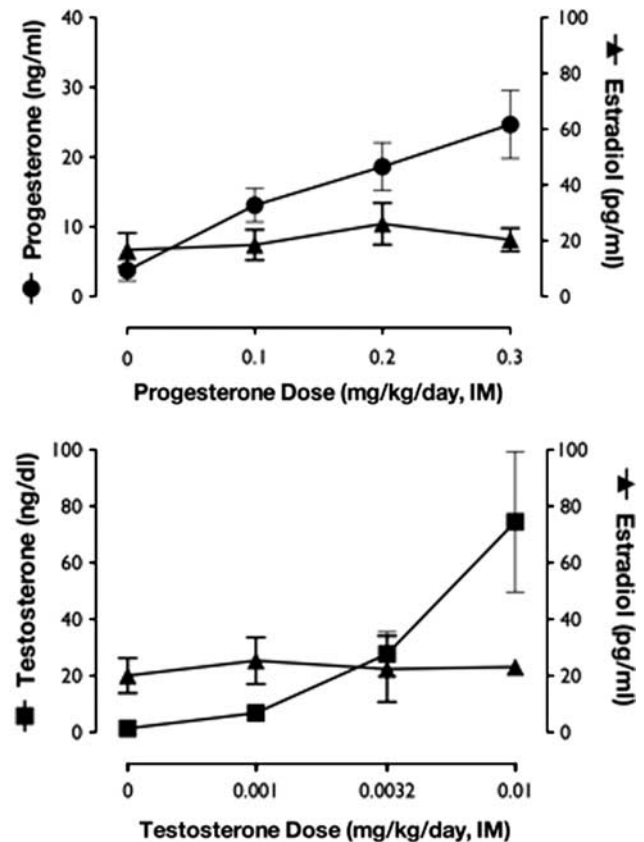 Progesterone (ng/ml)
40
30
20
10
0
100
80
60
40
20
0
Estradiol (pg/ml)
0 0.1 0.2 0.3
Progesterone Dose (mg/kg/day, IM)
Testosterone (ng/dl)
100
80
60
40
20
0
100
80
60
40
20
0
Estradiol (pg/ml)
0 0.001 0.0032 0.01
Testosterone Dose (mg/kg/day, IM)